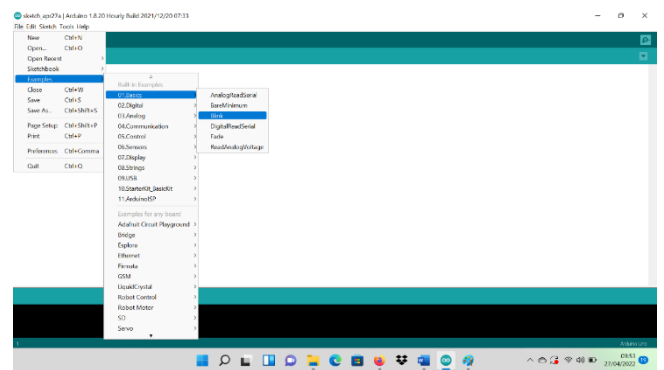 sketch_apr27a | Arduino 1.8.20 Hourly Build 2021/12/20 07:33
File Edit Sketch Tools Help
New Ctrl+N
Open... Ctrl+O
Open Recent
Sketchbook
Examples
Close Ctrl+W
Save Ctrl+S
Save As... Ctrl+Shift+S
Page Setup Ctrl+Shift+P
Print Ctrl+P
Preferences Ctrl+Comma
Quit Ctrl+Q
Built-in Examples
01.Basics
02.Digital
03.Analog
04.Communication
05.Control
06.Sensors
07.Display
08.Strings
09.USB
10.StarterKit_BasicKit
11.ArduinoISP
Examples for any board
Adafruit Circuit Playground
Bridge
Esplora
Ethernet
Firmata
GSM
LiquidCrystal
Robot Control
Robot Motor
SD
Servo
AnalogReadSerial
BareMinimum
Blink
DigitalReadSerial
Fade
ReadAnalogVoltage
1
Arduino Uno
09:53
27/04/2022